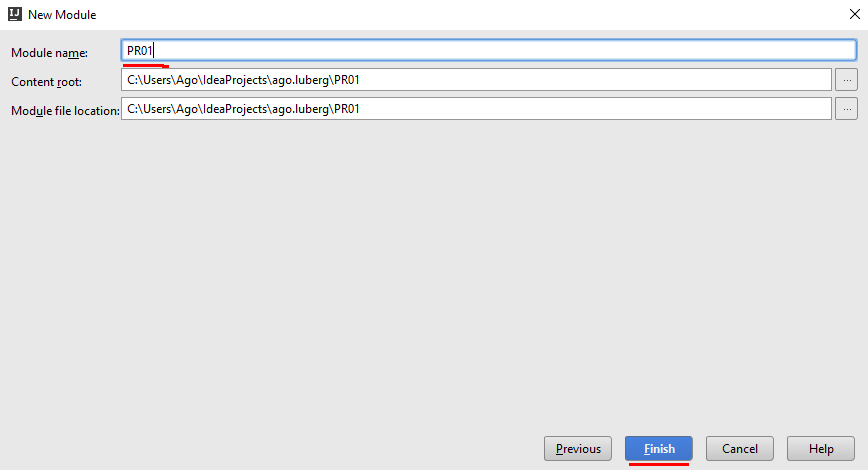 IJ New Module
Module name: PR01
Content root: C:\Users\Ago\IdeaProjects\ago.luberg\PR01 ...
Module file location: C:\Users\Ago\IdeaProjects\ago.luberg\PR01 ...
Previous Finish Cancel Help